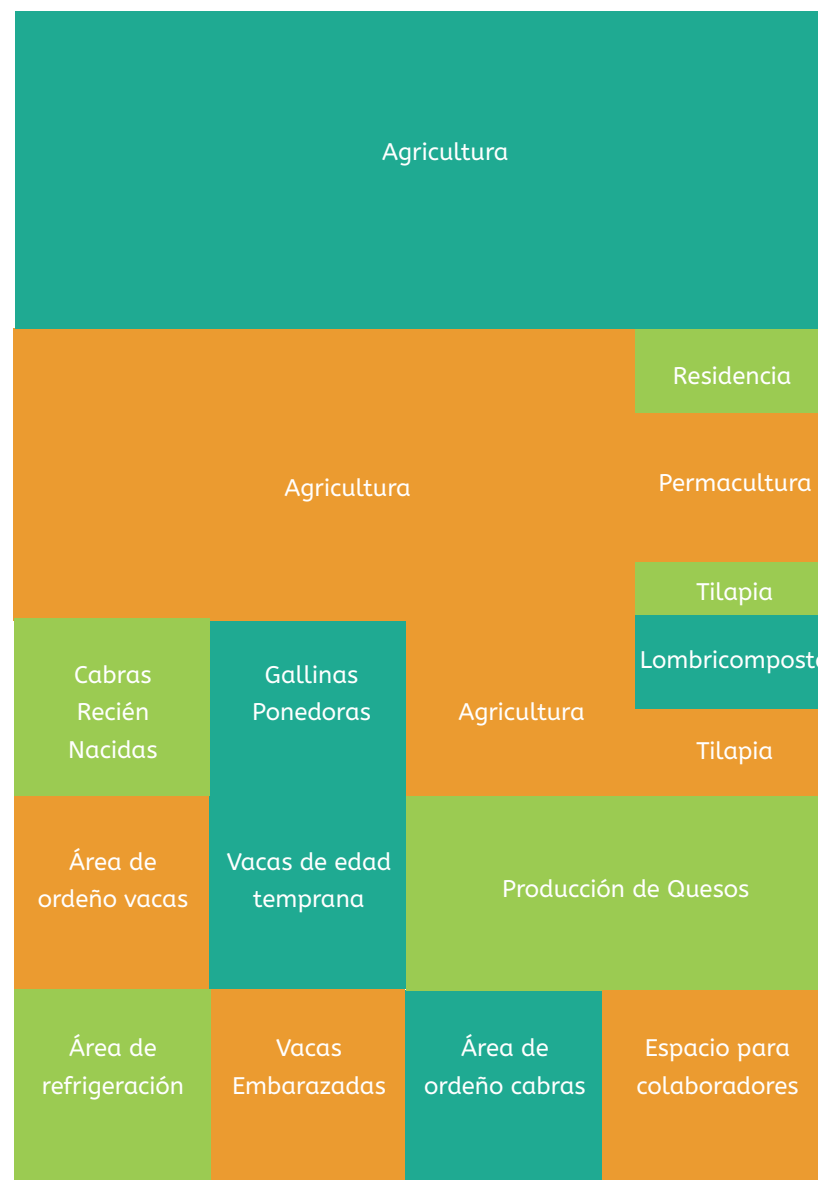 Agricultura
Residencia
Agricultura
Permacultura
Tilapia
Cabras
Recién
Nacidas
Gallinas
Ponedoras
Agricultura
Lombricomposta
Tilapia
Área de
ordeño vacas
Vacas de edad
temprana
Producción de Quesos
Área de
refrigeración
Vacas
Embarazadas
Área de
ordeño cabras
Espacio para
colaboradores